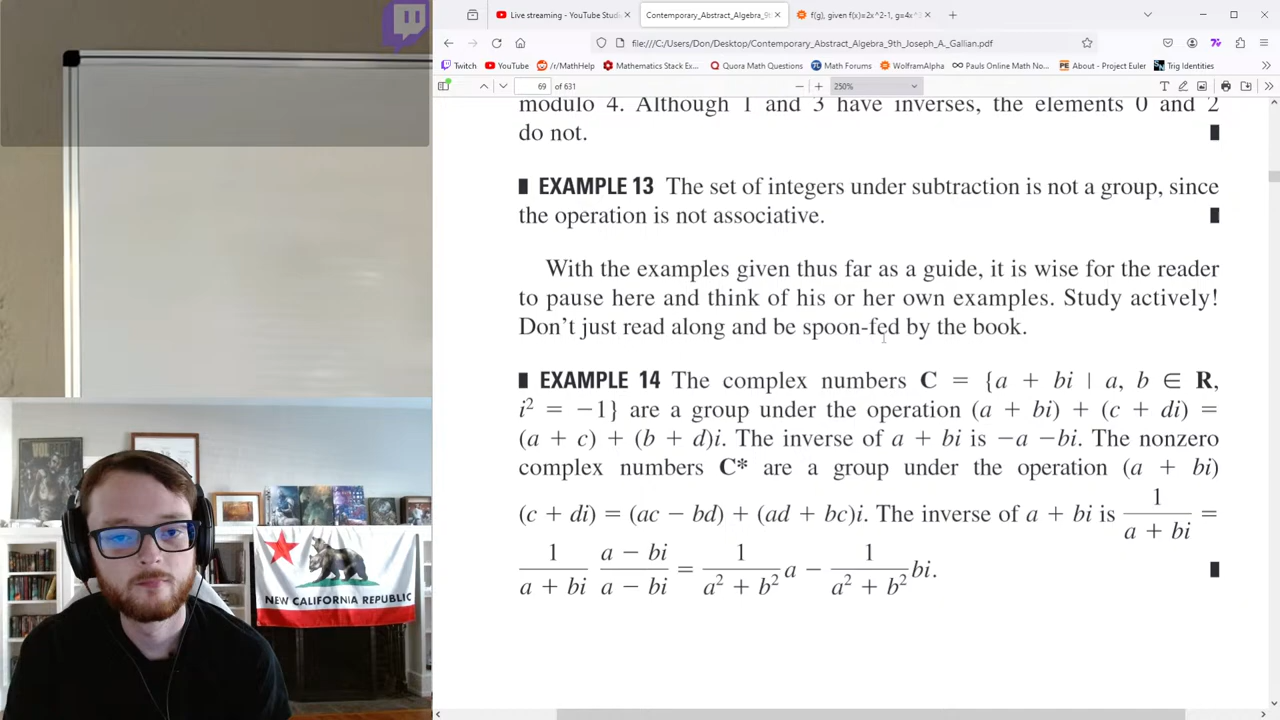 Live streaming - YouTube Studi
Contemporary_Abstract_Algebra_9th
f(g), given f(x)=2x^2-1, g=4x^
file:///C:/Users/Don/Desktop/Contemporary_Abstract_Algebra_9th_Joseph_A._Gallian.pdf
Twitch
YouTube
(r/)MathHelp
Mathematics Stack Ex...
Quora Math Questions
Math Forums
WolframAlpha
Pauls Online Math No...
About - Project Euler
Trig Identities
69 of 631
250%
modulo 4. Although 1 and 3 have inverses, the elements 0 and 2
do not.
EXAMPLE 13 The set of integers under subtraction is not a group, since
the operation is not associative.
With the examples given thus far as a guide, it is wise for the reader
to pause here and think of his or her own examples. Study actively!
Don't just read along and be spoon-fed by the book.
EXAMPLE 14 The complex numbers C = {a + bi | a, b ∈ R,
i² = −1} are a group under the operation (a + bi) + (c + di) =
(a + c) + (b + d)i. The inverse of a + bi is −a −bi. The nonzero
complex numbers C* are a group under the operation (a + bi)
(c + di) = (ac − bd) + (ad + bc)i. The inverse of a + bi is 1/(a + bi) =
1/(a + bi) (a − bi)/(a − bi) = 1/(a² + b²) a − 1/(a² + b²) bi.
VOLBEAT
NEW CALIFORNIA REPUBLIC